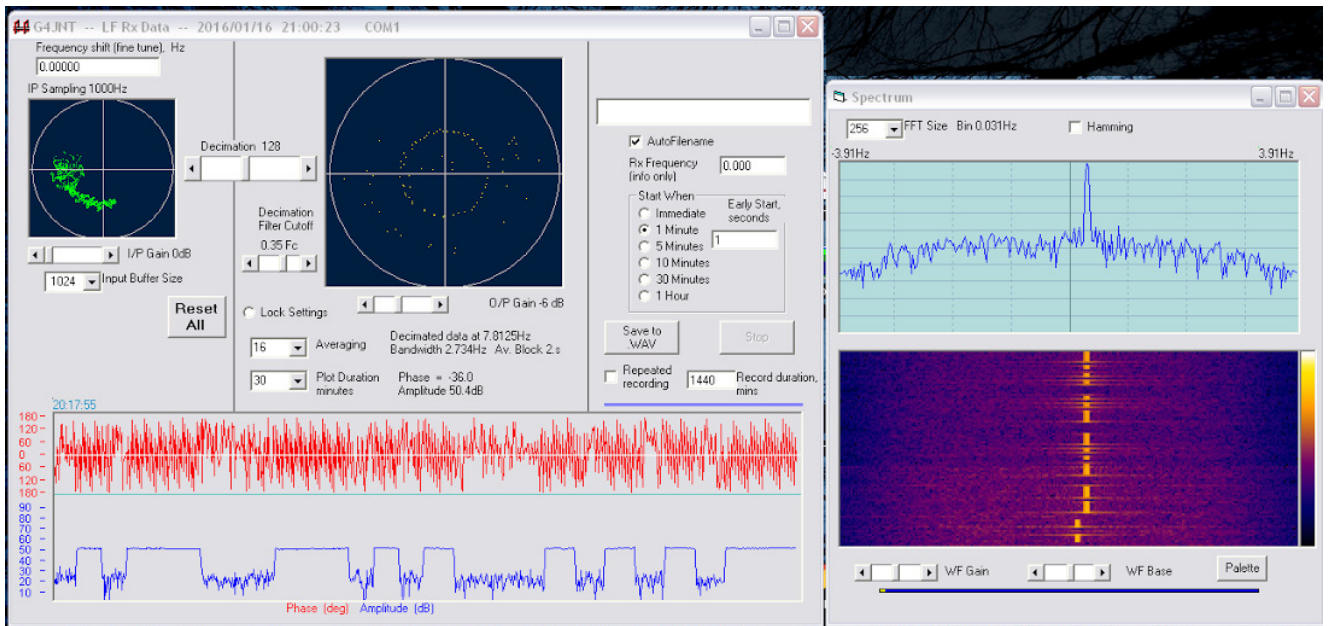 G4JNT -- LF Rx Data -- 2016/01/16 21:00:23 COM1
Frequency shift (fine tune), Hz
0.00000
IP Sampling 1000Hz
I/P Gain 0dB
1024 Input Buffer Size
Reset
All
Decimation 128
Decimation
Filter Cutoff
0.35 Fc
O/P Gain -6 dB
Lock Settings
16 Averaging
Decimated data at 7.8125Hz
Bandwidth 2.734Hz Av. Block 2.s
30 Plot Duration
minutes
Phase = -36.0
Amplitude 50.4dB
AutoFilename
Rx Frequency
(info only)
0.000
Start When
Immediate
1 Minute
5 Minutes
10 Minutes
30 Minutes
1 Hour
Early Start,
seconds
1
Save to
.WAV
Stop
Repeated
recording
1440
Record duration,
mins
20:17:55
180
120
60
0
60
120
180
90
80
70
60
50
40
30
20
10
Phase (deg) Amplitude (dB)
Spectrum
256 FFT Size Bin 0.031Hz Hamming
-3.91Hz 3.91Hz
WF Gain WF Base Palette